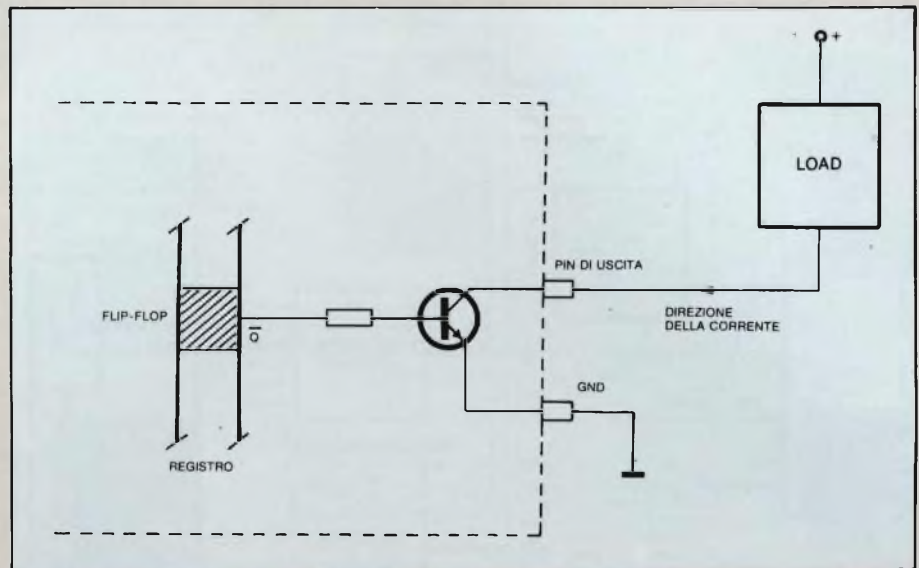 +
LOAD
PIN DI USCITA
FLIP-FLOP
Q̅
DIREZIONE
DELLA CORRENTE
GND
REGISTRO